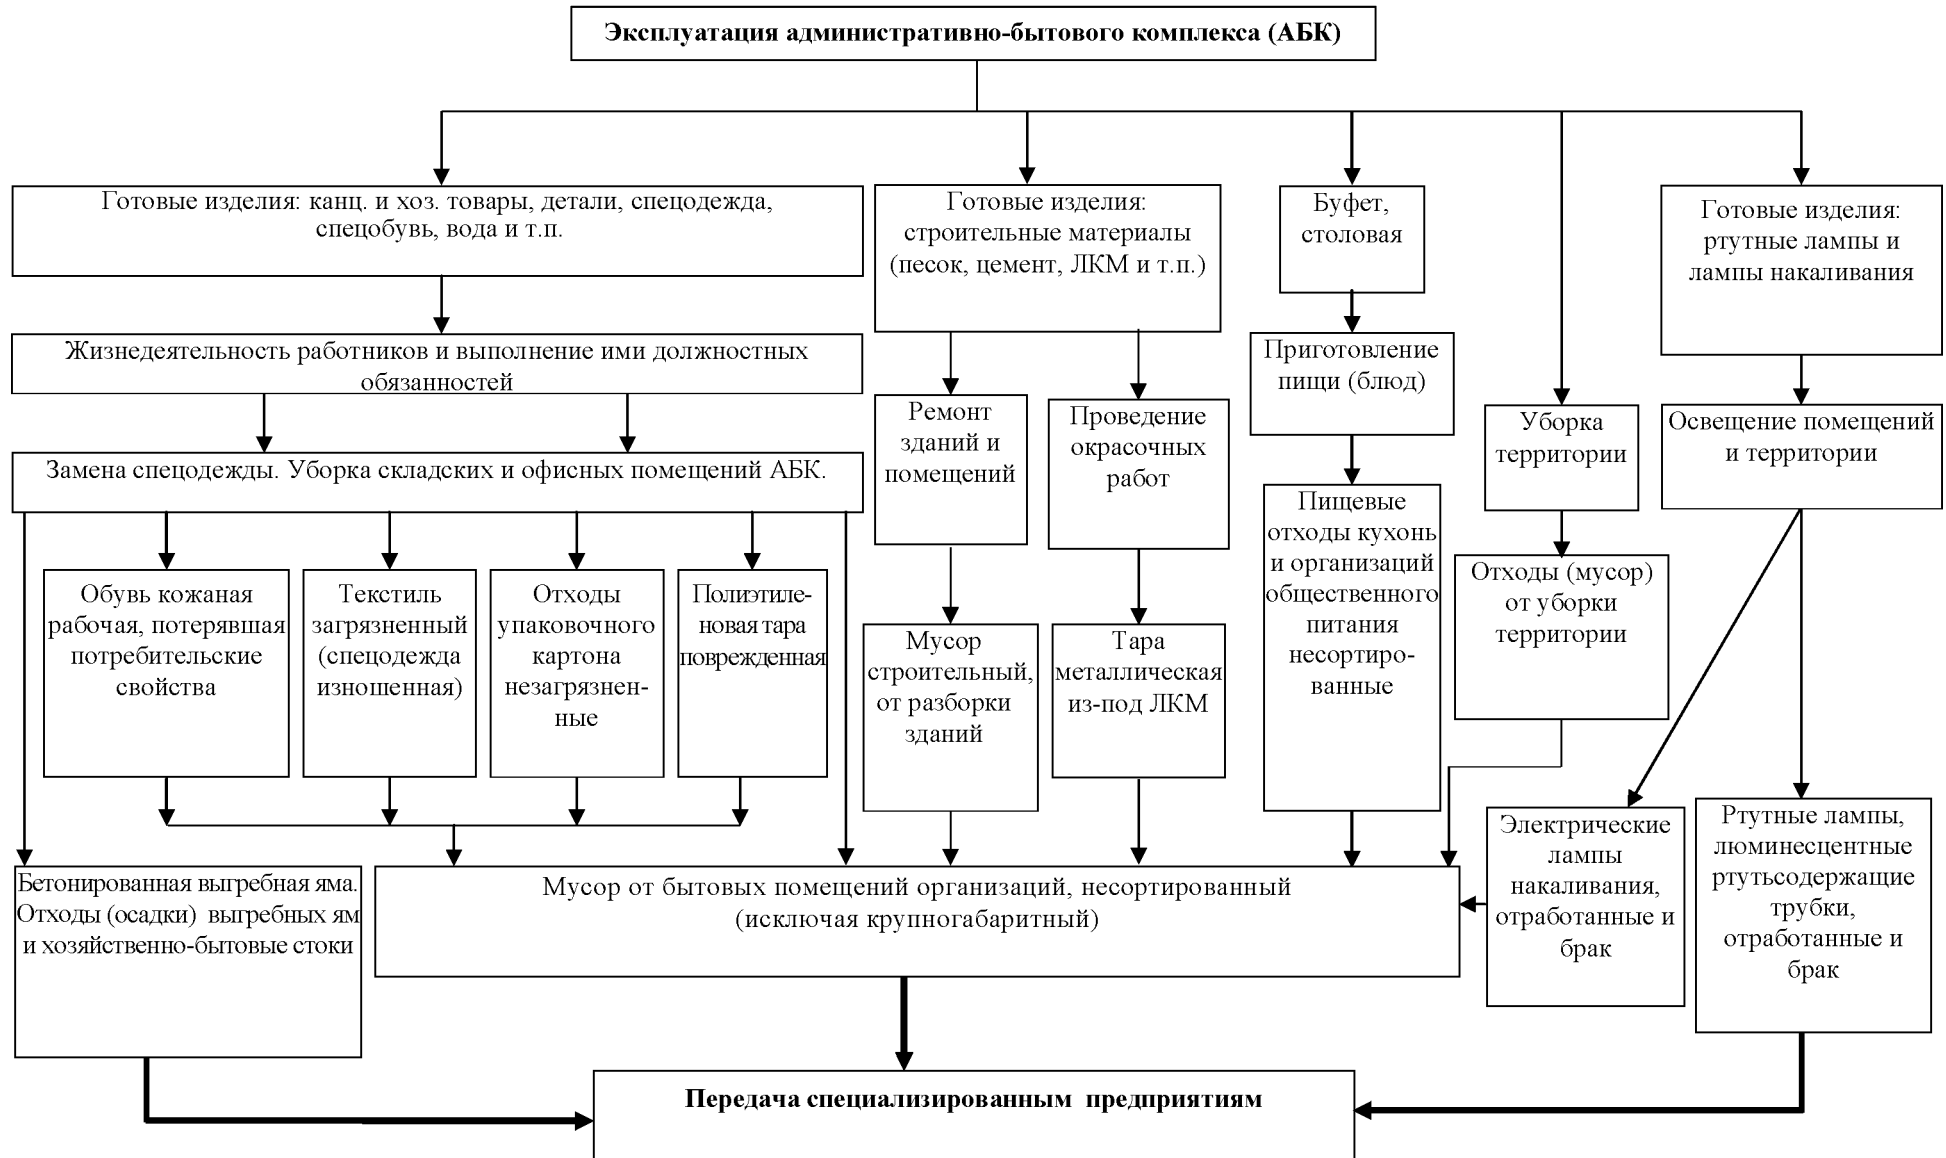 Эксплуатация административно-бытового комплекса (АБК)
Готовые изделия: канц. и хоз. товары, детали, спецодежда,
спецобувь, вода и т.п.
Готовые изделия:
строительные материалы
(песок, цемент, ЛКМ и т.п.)
Буфет,
столовая
Готовые изделия:
ртутные лампы и
лампы накаливания
Жизнедеятельность работников и выполнение ими должностных
обязанностей
Приготовление
пищи (блюд)
Ремонт
зданий и
помещений
Проведение
окрасочных
работ
Уборка
территории
Освещение помещений
и территории
Замена спецодежды. Уборка складских и офисных помещений АБК.
Пищевые
отходы кухонь
и организаций
общественного
питания
несортиро-
ванные
Отходы (мусор)
от уборки
территории
Обувь кожаная
рабочая, потерявшая
потребительские
свойства
Текстиль
загрязненный
(спецодежда
изношенная)
Отходы
упаковочного
картона
незагрязнен-
ные
Полиэтиле-
новая тара
поврежденная
Мусор
строительный,
от разборки
зданий
Тара
металлическая
из-под ЛКМ
Электрические
лампы
накаливания,
отработанные и
брак
Ртутные лампы,
люминесцентные
ртутьсодержащие
трубки,
отработанные и
брак
Бетонированная выгребная яма.
Отходы (осадки) выгребных ям
и хозяйственно-бытовые стоки
Мусор от бытовых помещений организаций, несортированный
(исключая крупногабаритный)
Передача специализированным предприятиям